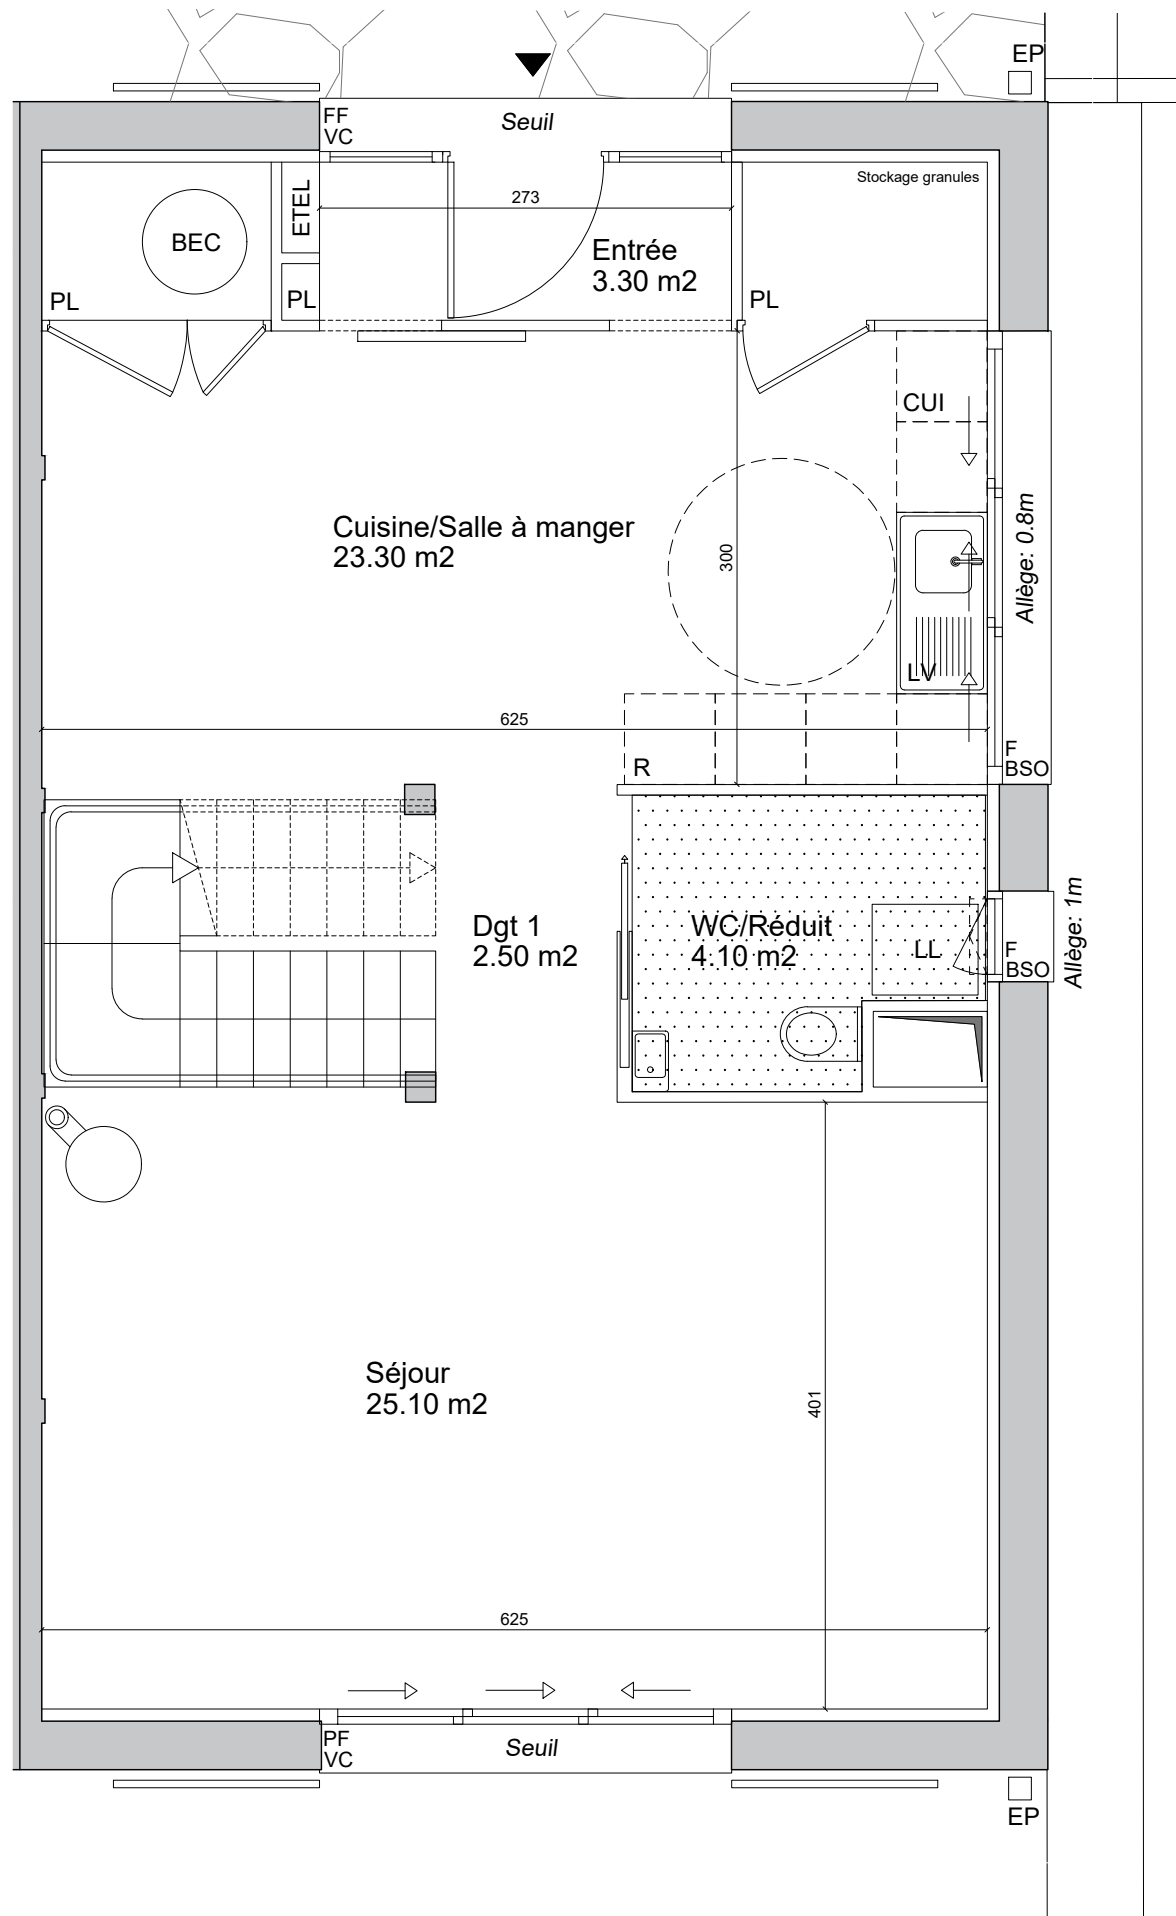 EP
FF
VC
Seuil
Stockage granules
ETEL
273
BEC
Entrée
3.30 m2
PL
PL
PL
CUI
Cuisine/Salle à manger
23.30 m2
300
Allège: 0.8m
LV
625
R
F
BSO
Dgt 1
2.50 m2
WC/Réduit
4.10 m2
LL
F
BSO
Allège: 1m
Séjour
25.10 m2
401
625
PF
VC
Seuil
EP